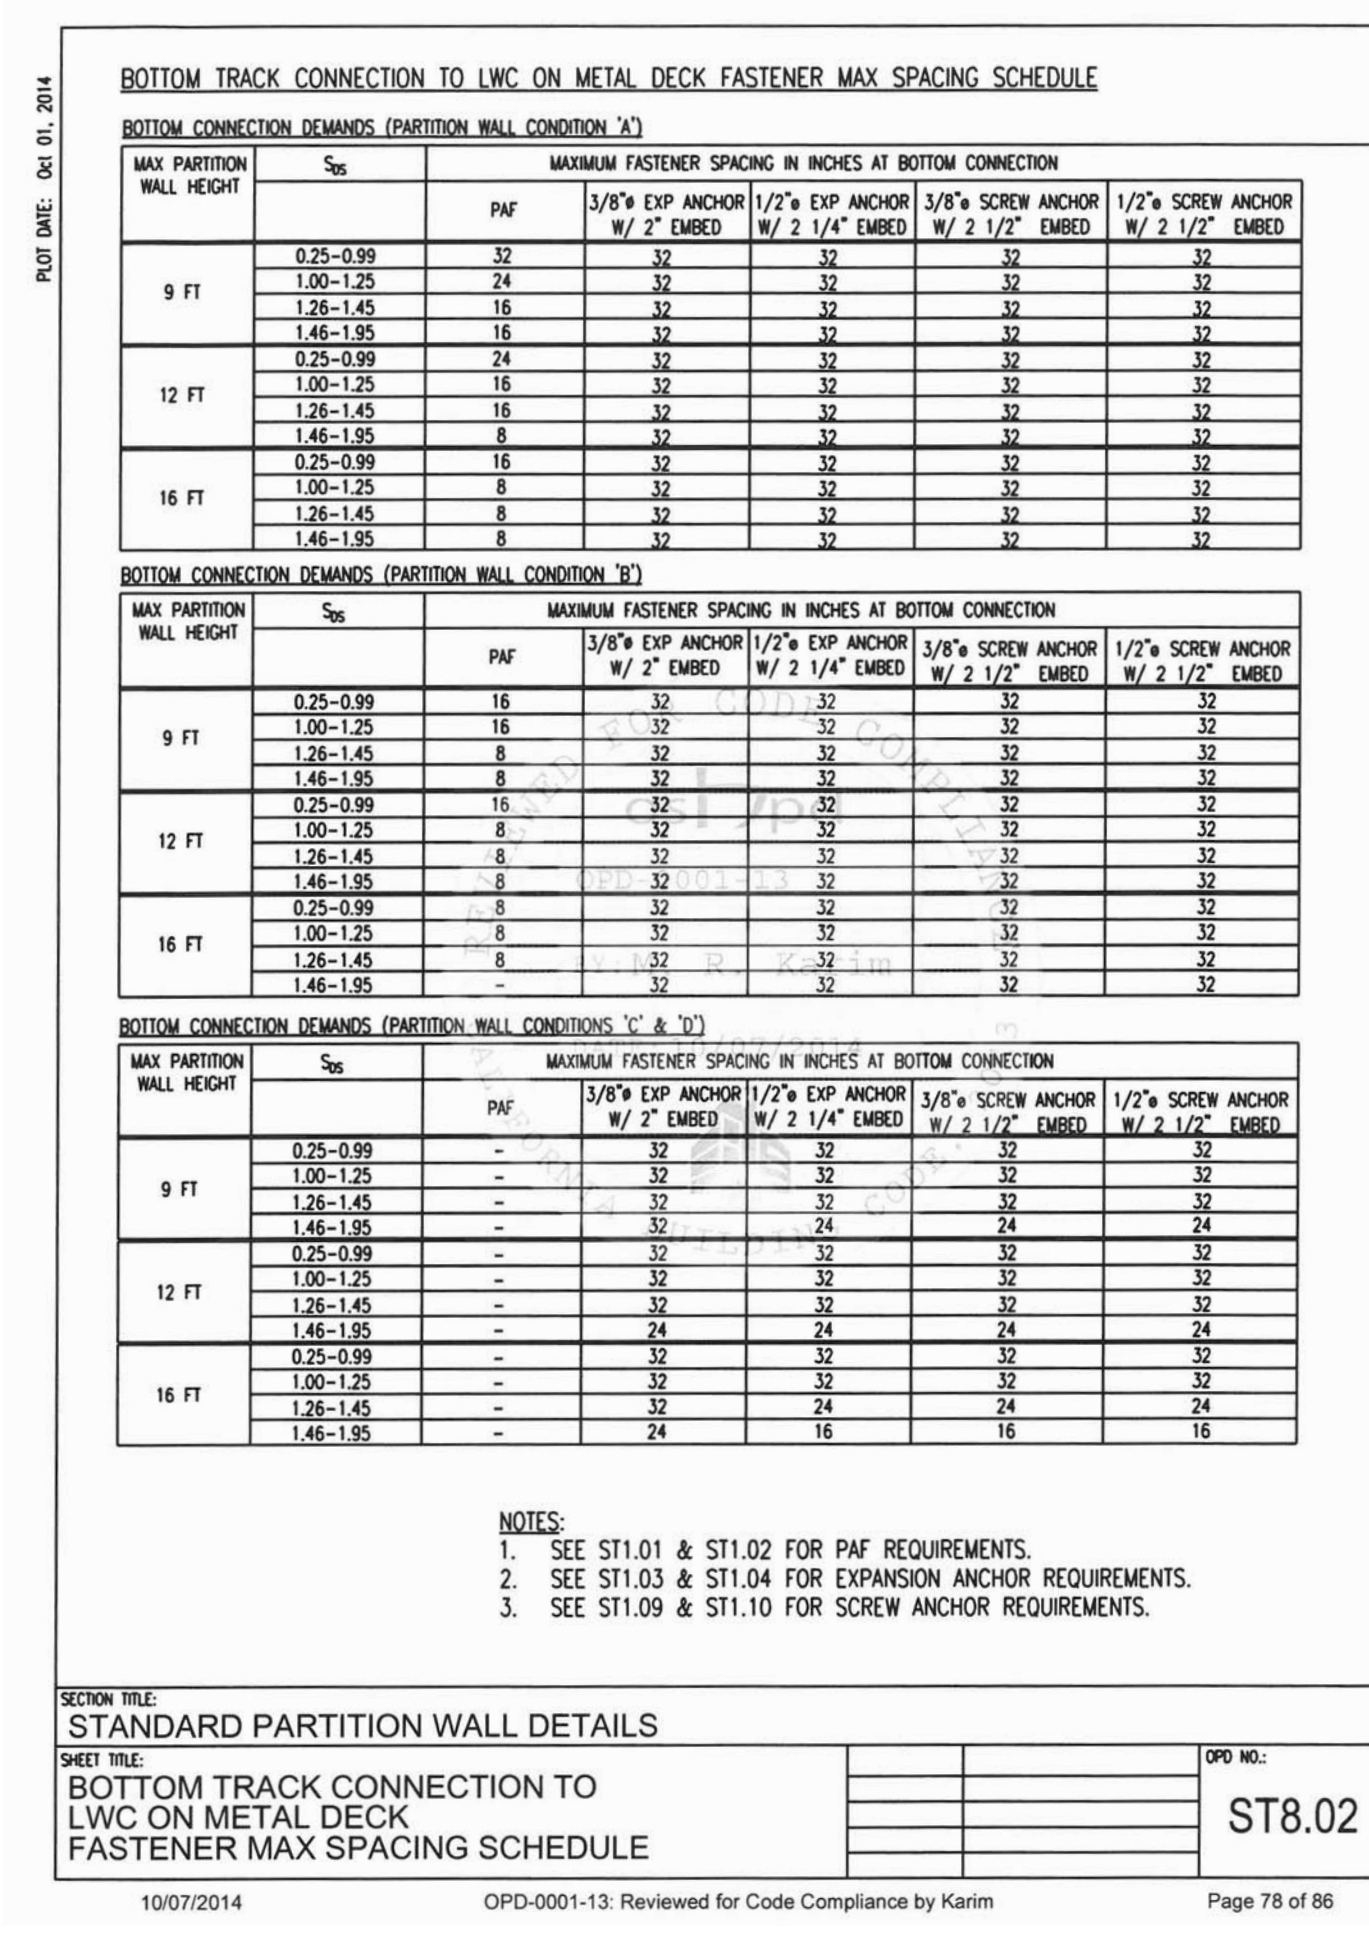 PLOT DATE: Oct 01, 2014
BOTTOM TRACK CONNECTION TO LWC ON METAL DECK FASTENER MAX SPACING SCHEDULE
BOTTOM CONNECTION DEMANDS (PARTITION WALL CONDITION 'A')
MAX PARTITION WALL HEIGHT SDS MAXIMUM FASTENER SPACING IN INCHES AT BOTTOM CONNECTION
PAF 3/8"ø EXP ANCHOR W/ 2" EMBED 1/2"ø EXP ANCHOR W/ 2 1/4" EMBED 3/8"ø SCREW ANCHOR W/ 2 1/2" EMBED 1/2"ø SCREW ANCHOR W/ 2 1/2" EMBED
9 FT
0.25-0.99 32 32 32 32 32
1.00-1.25 24 32 32 32 32
1.26-1.45 16 32 32 32 32
1.46-1.95 16 32 32 32 32
12 FT
0.25-0.99 24 32 32 32 32
1.00-1.25 16 32 32 32 32
1.26-1.45 16 32 32 32 32
1.46-1.95 8 32 32 32 32
16 FT
0.25-0.99 16 32 32 32 32
1.00-1.25 8 32 32 32 32
1.26-1.45 8 32 32 32 32
1.46-1.95 8 32 32 32 32
BOTTOM CONNECTION DEMANDS (PARTITION WALL CONDITION 'B')
MAX PARTITION WALL HEIGHT SDS MAXIMUM FASTENER SPACING IN INCHES AT BOTTOM CONNECTION
PAF 3/8"ø EXP ANCHOR W/ 2" EMBED 1/2"ø EXP ANCHOR W/ 2 1/4" EMBED 3/8"ø SCREW ANCHOR W/ 2 1/2" EMBED 1/2"ø SCREW ANCHOR W/ 2 1/2" EMBED
9 FT
0.25-0.99 16 32 32 32 32
1.00-1.25 16 32 32 32 32
1.26-1.45 8 32 32 32 32
1.46-1.95 8 32 32 32 32
12 FT
0.25-0.99 16 32 32 32 32
1.00-1.25 8 32 32 32 32
1.26-1.45 8 32 32 32 32
1.46-1.95 8 32 32 32 32
16 FT
0.25-0.99 8 32 32 32 32
1.00-1.25 8 32 32 32 32
1.26-1.45 8 32 32 32 32
1.46-1.95 - 32 32 32 32
BOTTOM CONNECTION DEMANDS (PARTITION WALL CONDITIONS 'C' & 'D')
MAX PARTITION WALL HEIGHT SDS MAXIMUM FASTENER SPACING IN INCHES AT BOTTOM CONNECTION
PAF 3/8"ø EXP ANCHOR W/ 2" EMBED 1/2"ø EXP ANCHOR W/ 2 1/4" EMBED 3/8"ø SCREW ANCHOR W/ 2 1/2" EMBED 1/2"ø SCREW ANCHOR W/ 2 1/2" EMBED
9 FT
0.25-0.99 - 32 32 32 32
1.00-1.25 - 32 32 32 32
1.26-1.45 - 32 32 32 32
1.46-1.95 - 32 24 24 24
12 FT
0.25-0.99 - 32 32 32 32
1.00-1.25 - 32 32 32 32
1.26-1.45 - 32 32 32 32
1.46-1.95 - 24 24 24 24
16 FT
0.25-0.99 - 32 32 32 32
1.00-1.25 - 32 32 32 32
1.26-1.45 - 32 24 24 24
1.46-1.95 - 24 16 16 16
REVIEWED FOR CODE COMPLIANCE
OPD-0001-13
BY: M. R. Karim
DATE: 10/07/2014
CALIFORNIA BUILDING CODE
NOTES:
1. SEE ST1.01 & ST1.02 FOR PAF REQUIREMENTS.
2. SEE ST1.03 & ST1.04 FOR EXPANSION ANCHOR REQUIREMENTS.
3. SEE ST1.09 & ST1.10 FOR SCREW ANCHOR REQUIREMENTS.
SECTION TITLE:
STANDARD PARTITION WALL DETAILS
SHEET TITLE:
BOTTOM TRACK CONNECTION TO
LWC ON METAL DECK
FASTENER MAX SPACING SCHEDULE
OPD NO.:
ST8.02
10/07/2014 OPD-0001-13: Reviewed for Code Compliance by Karim Page 78 of 86